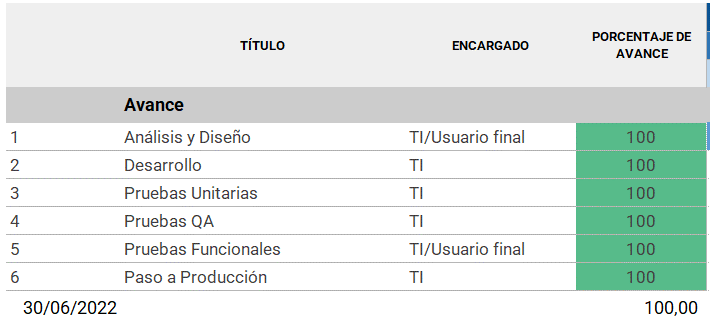 TÍTULO ENCARGADO PORCENTAJE DE AVANCE
Avance
1 Análisis y Diseño TI/Usuario final 100
2 Desarrollo TI 100
3 Pruebas Unitarias TI 100
4 Pruebas QA TI 100
5 Pruebas Funcionales TI/Usuario final 100
6 Paso a Producción TI 100
30/06/2022 100,00